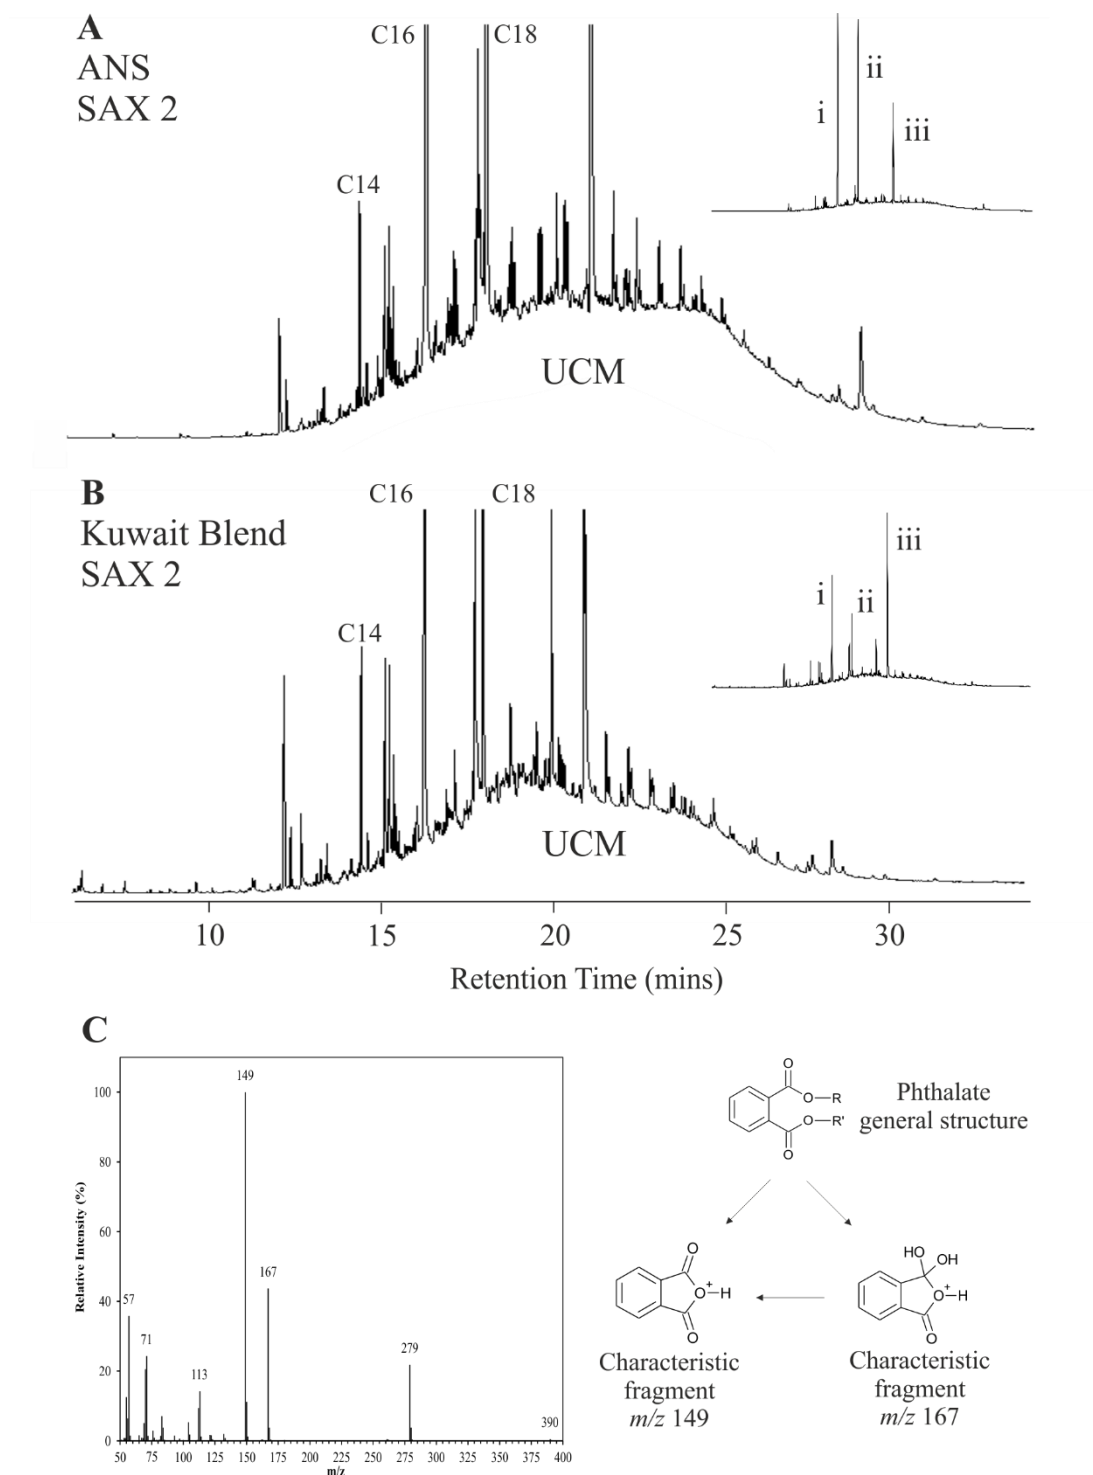 A
ANS
SAX 2
C16
C18
C14
UCM
i
ii
iii
B
Kuwait Blend
SAX 2
C16
C18
C14
UCM
i
ii
iii
10
15
20
25
30
Retention Time (mins)
C
Relative Intensity (%)
100
80
60
40
20
0
57
71
113
149
167
279
390
50
75
100
125
150
175
200
225
250
275
300
325
350
375
400
m/z
O
O
R
O
R'
O
Phthalate
general structure
O
O
+
H
O
Characteristic
fragment
m/z 149
HO
OH
O
+
H
O
Characteristic
fragment
m/z 167